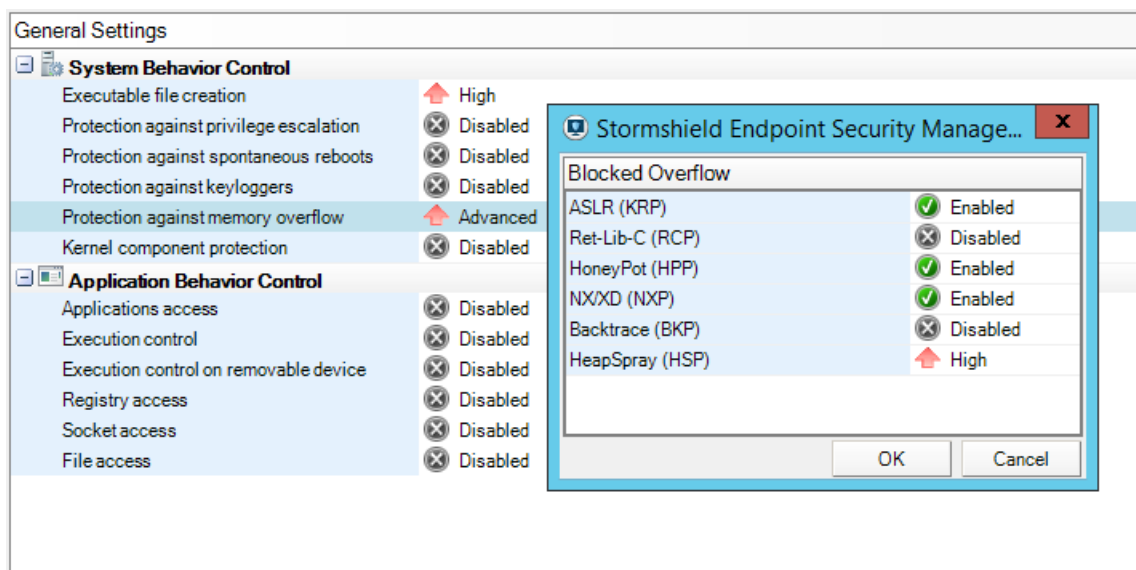 General Settings
System Behavior Control
Executable file creation High
Protection against privilege escalation Disabled
Protection against spontaneous reboots Disabled
Protection against keyloggers Disabled
Protection against memory overflow Advanced
Kernel component protection Disabled
Application Behavior Control
Applications access Disabled
Execution control Disabled
Execution control on removable device Disabled
Registry access Disabled
Socket access Disabled
File access Disabled
Stormshield Endpoint Security Manage... x
Blocked Overflow
ASLR (KRP) Enabled
Ret-Lib-C (RCP) Disabled
HoneyPot (HPP) Enabled
NX/XD (NXP) Enabled
Backtrace (BKP) Disabled
HeapSpray (HSP) High
OK Cancel